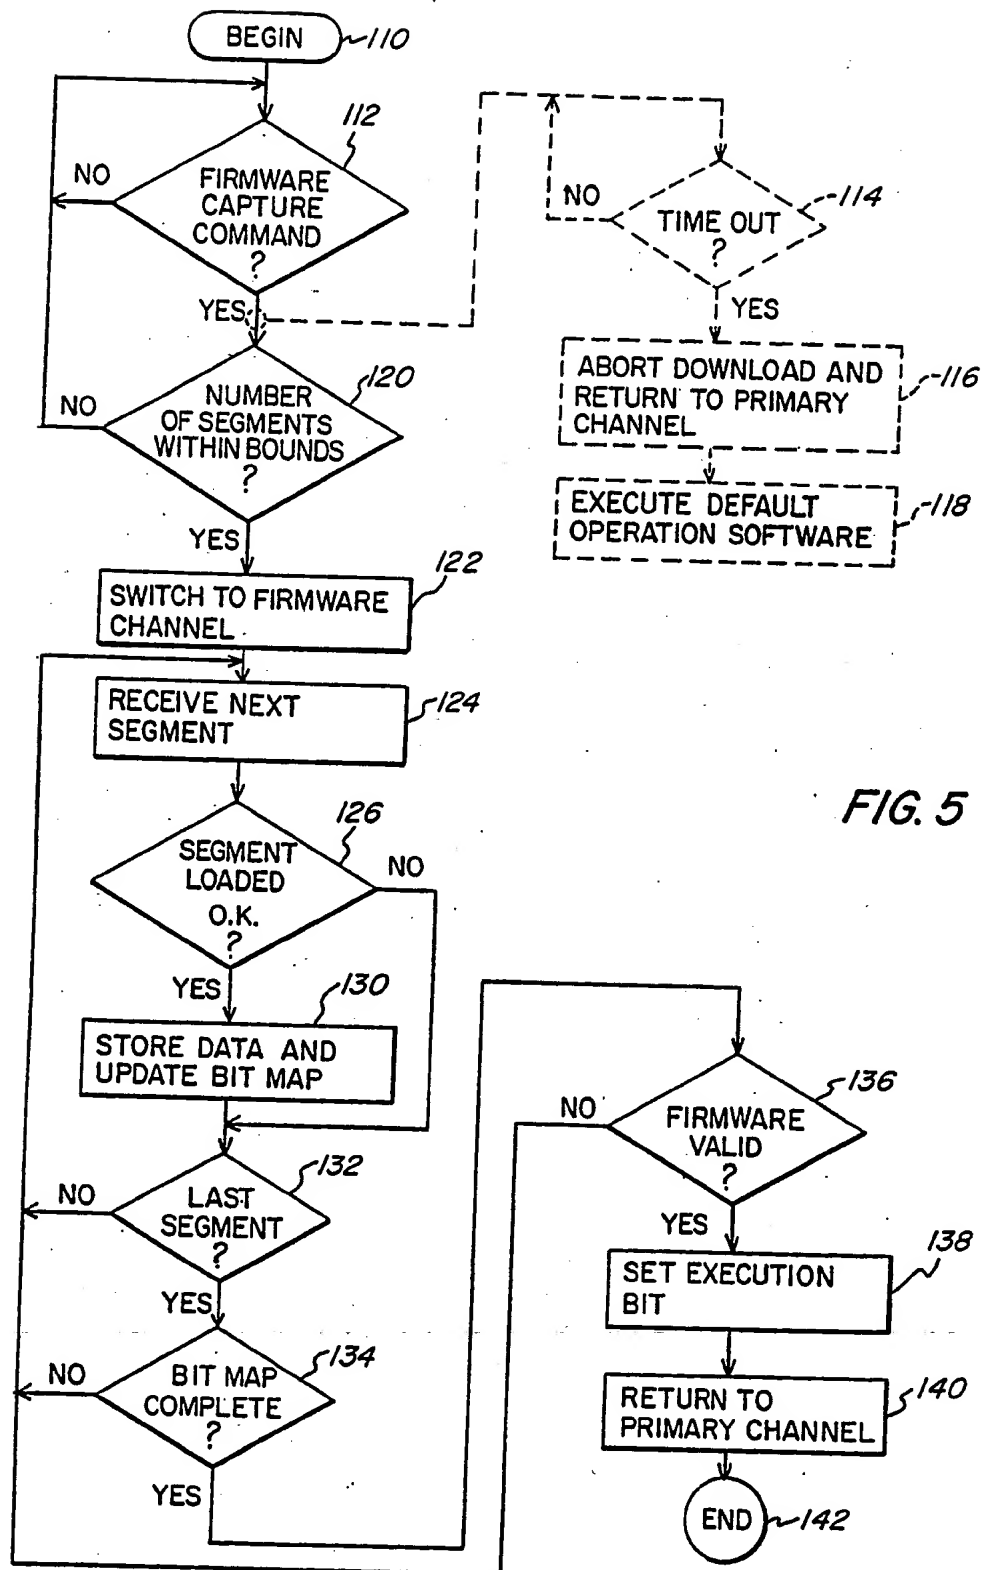 BEGIN
110
112
NO
FIRMWARE
CAPTURE
COMMAND
?
YES
NO
TIME OUT
?
114
YES
ABORT DOWNLOAD AND
RETURN TO PRIMARY
CHANNEL
116
EXECUTE DEFAULT
OPERATION SOFTWARE
118
120
NO
NUMBER
OF SEGMENTS
WITHIN BOUNDS
?
YES
122
SWITCH TO FIRMWARE
CHANNEL
RECEIVE NEXT
SEGMENT
124
FIG. 5
126
SEGMENT
LOADED
O.K.
?
NO
YES
130
STORE DATA AND
UPDATE BIT MAP
132
NO
LAST
SEGMENT
?
YES
134
NO
BIT MAP
COMPLETE
?
YES
136
NO
FIRMWARE
VALID
?
YES
138
SET EXECUTION
BIT
140
RETURN TO
PRIMARY CHANNEL
END
142